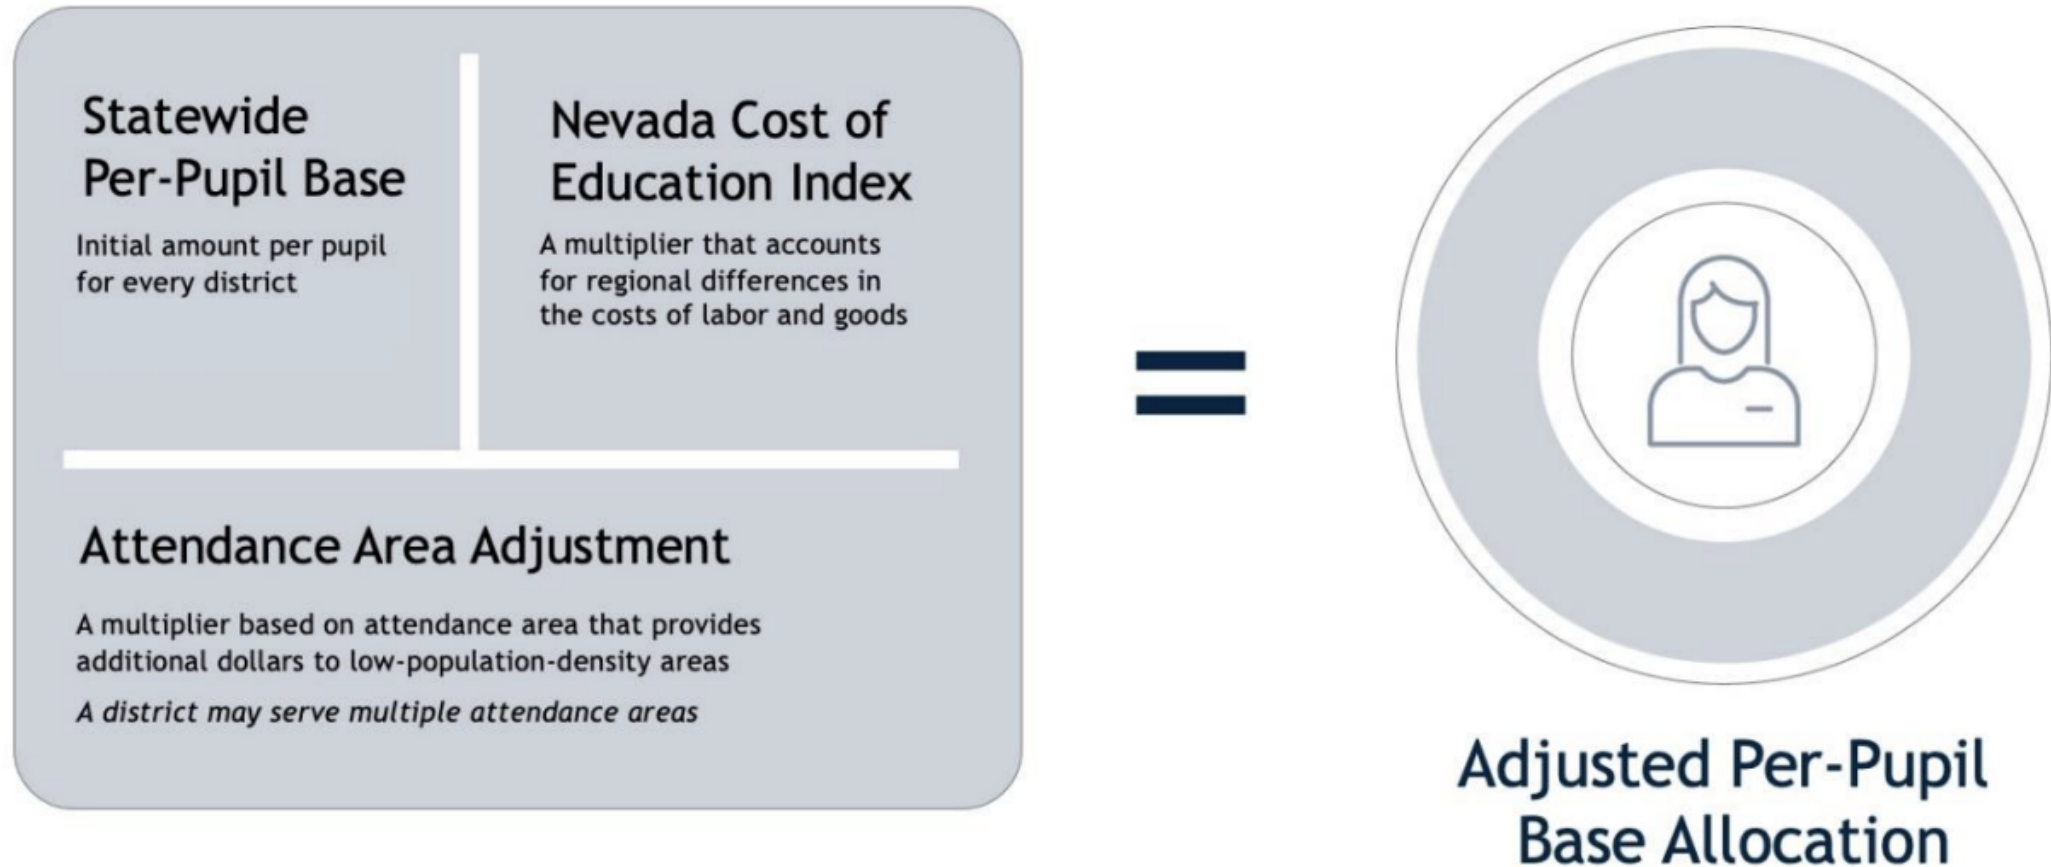 Statewide
Per-Pupil Base
Initial amount per pupil
for every district
Nevada Cost of
Education Index
A multiplier that accounts
for regional differences in
the costs of labor and goods
Attendance Area Adjustment
A multiplier based on attendance area that provides
additional dollars to low-population-density areas
A district may serve multiple attendance areas
=
Adjusted Per-Pupil
Base Allocation